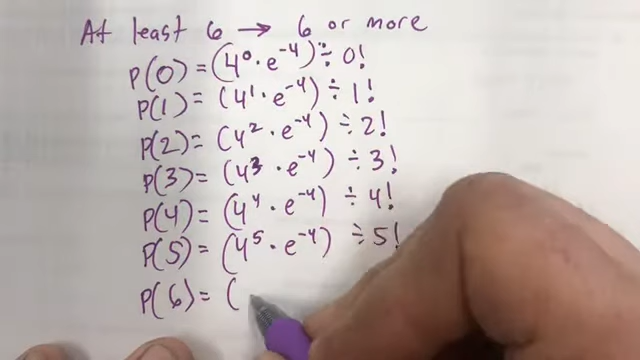 At least 6 → 6 or more
P(0) = (4⁰ · e⁻⁴) ÷ 0!
P(1) = (4¹ · e⁻⁴) ÷ 1!
P(2) = (4² · e⁻⁴) ÷ 2!
P(3) = (4³ · e⁻⁴) ÷ 3!
P(4) = (4⁴ · e⁻⁴) ÷ 4!
P(5) = (4⁵ · e⁻⁴) ÷ 5!
P(6) = (